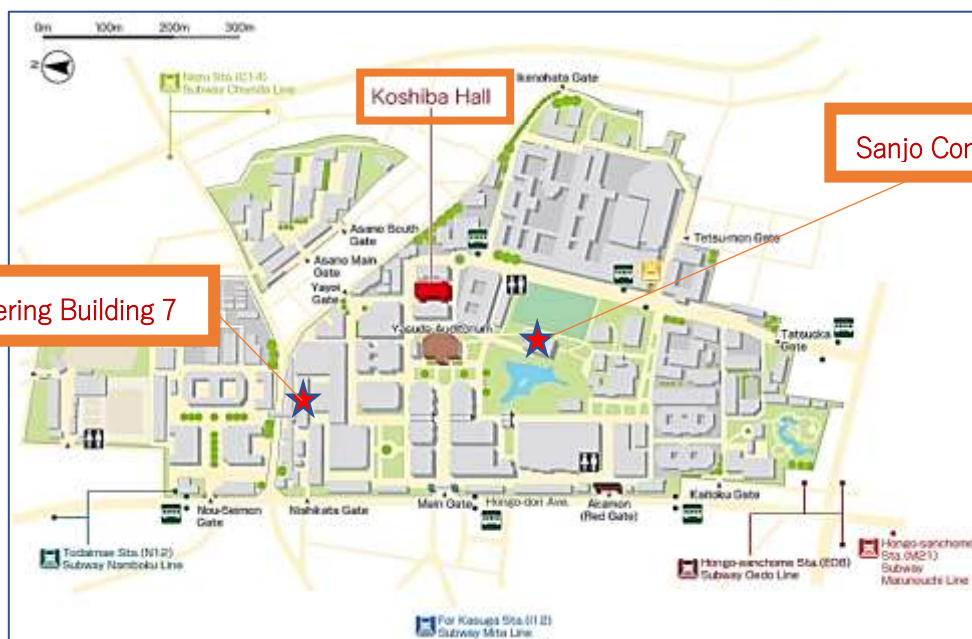 0m 100m 200m 300m
N
Nezu Sta. (C14)
Subway Chiyoda Line
Koshiba Hall
Ikenohata Gate
Sanjo Con
Asano South
Gate
Asano Main
Gate
Yayoi
Gate
Tetsu-mon Gate
ering Building 7
Yasuda Auditorium
Tatsuoka
Gate
Nou-Seimon
Gate
Nishikata Gate
Main Gate
Hongo-dori Ave.
Akamon
(Red Gate)
Kaitoku Gate
Todaimae Sta. (N12)
Subway Namboku Line
Hongo-sanchome Sta. (E08)
Subway Oedo Line
Hongo-sanchome
Sta. (M21)
Subway
Marunouchi Line
For Kasuga Sta. (I12)
Subway Mita Line